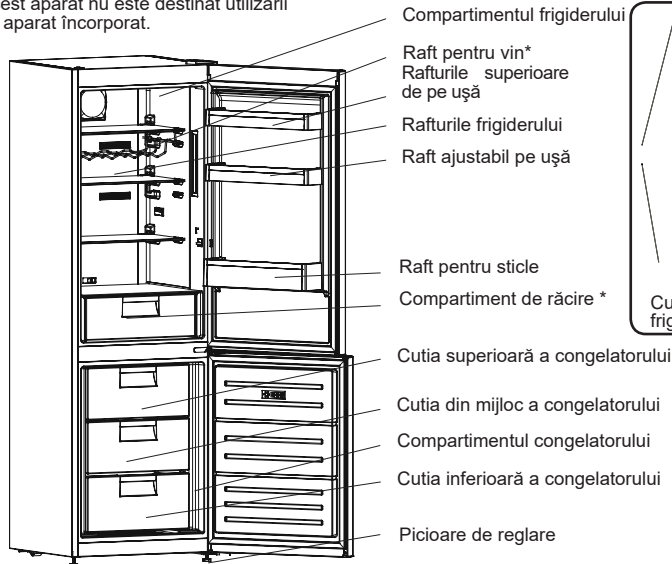 est aparat nu este destinat utilizării
aparat încorporat.
Compartimentul frigiderului
Raft pentru vin*
Rafturile superioare
de pe ușă
Rafturile frigiderului
Raft ajustabil pe ușă
Raft pentru sticle
Compartiment de răcire *
Cu
frig
Cutia superioară a congelatorului
Cutia din mijloc a congelatorului
Compartimentul congelatorului
Cutia inferioară a congelatorului
Picioare de reglare